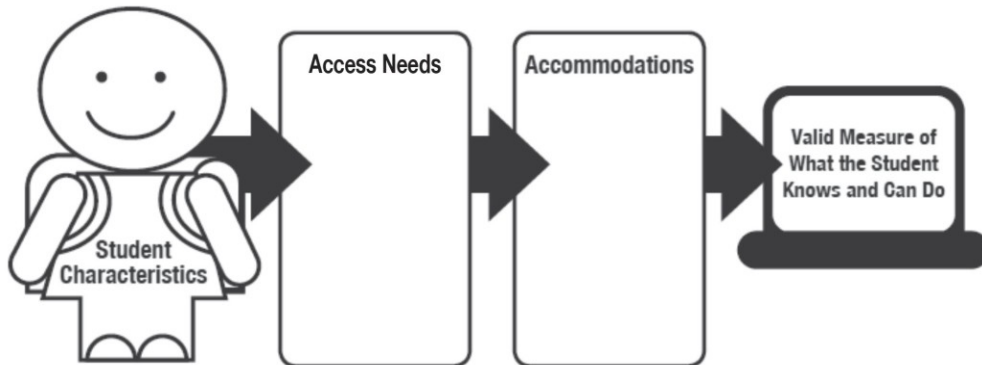 Student
Characteristics
Access Needs
Accommodations
Valid Measure of
What the Student
Knows and Can Do